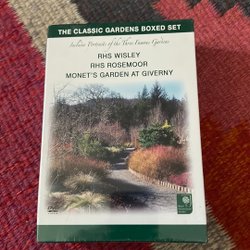 THE CLASSIC GARDENS BOXED SET
Includes Portraits of the Three Famous Gardens
RHS WISLEY
RHS ROSEMOOR
MONET'S GARDEN AT GIVERNY